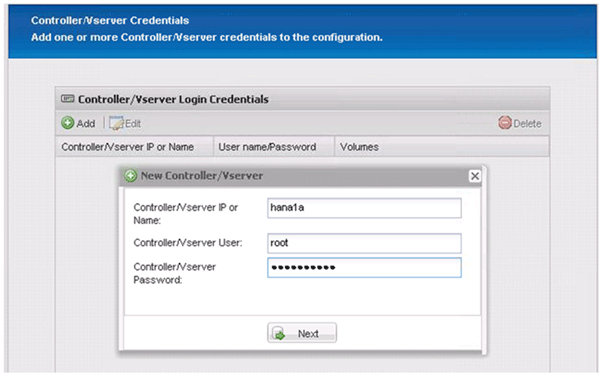 Controller/Vserver Credentials
Add one or more Controller/Vserver credentials to the configuration.
Controller/Vserver Login Credentials
Add Edit Delete
Controller/Vserver IP or Name User name/Password Volumes
New Controller/Vserver
Controller/Vserver IP or Name: hana1a
Controller/Vserver User: root
Controller/Vserver Password: ••••••••••
Next